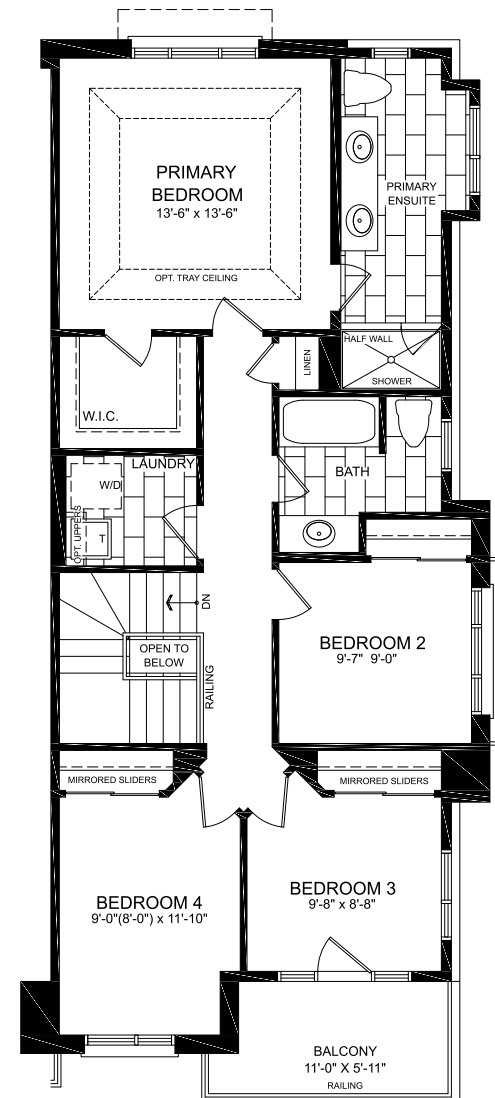 PRIMARY
BEDROOM
13'-6" x 13'-6"
OPT. TRAY CEILING
PRIMARY
ENSUITE
HALF WALL
SHOWER
LINEN
W.I.C.
LAUNDRY
W/D
OPT. UPPERS
T
BATH
DN
OPEN TO
BELOW
RAILING
BEDROOM 2
9'-7" 9'-0"
MIRRORED SLIDERS
MIRRORED SLIDERS
BEDROOM 4
9'-0"(8'-0") x 11'-10"
BEDROOM 3
9'-8" x 8'-8"
BALCONY
11'-0" X 5'-11"
RAILING